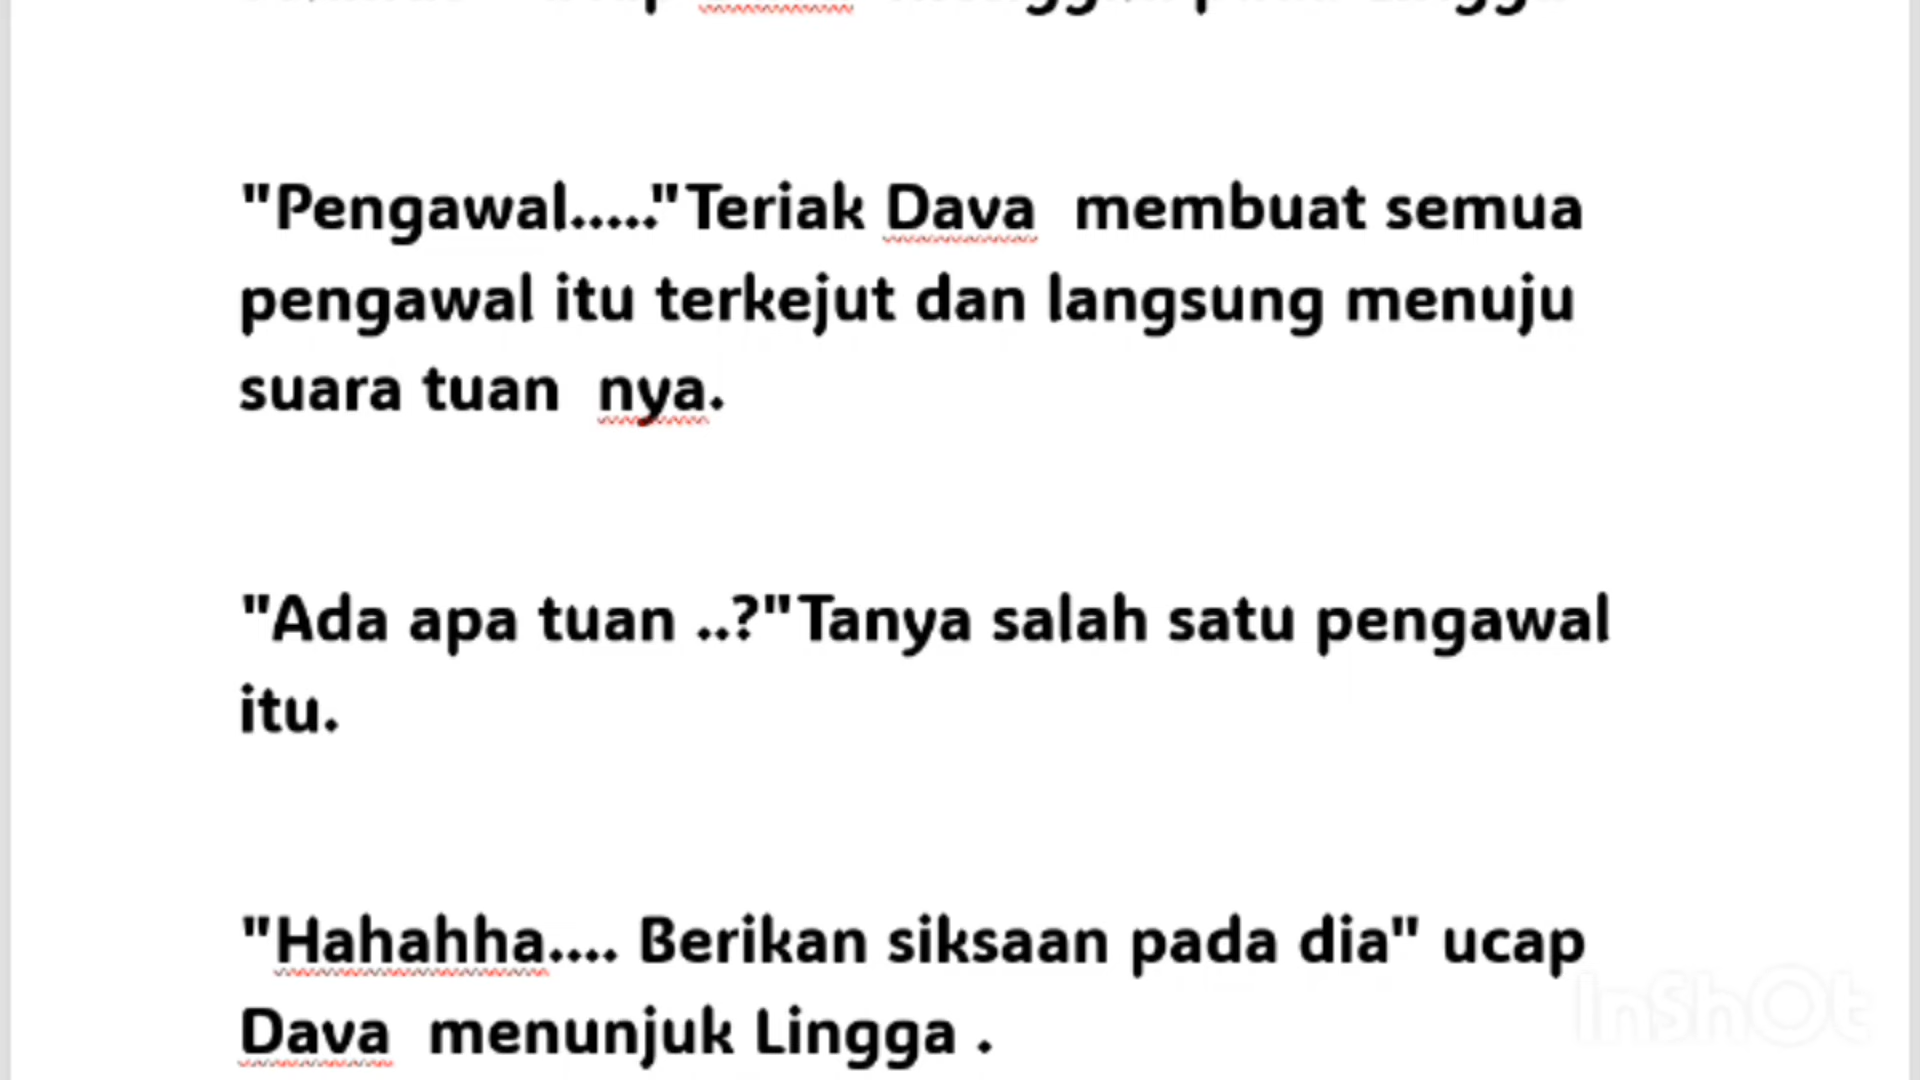 "Pengawal....."Teriak Dava  membuat semua
pengawal itu terkejut dan langsung menuju
suara tuan  nya.
"Ada apa tuan ..?"Tanya salah satu pengawal
itu.
"Hahahha.... Berikan siksaan pada dia" ucap
Dava  menunjuk Lingga .
InShOt